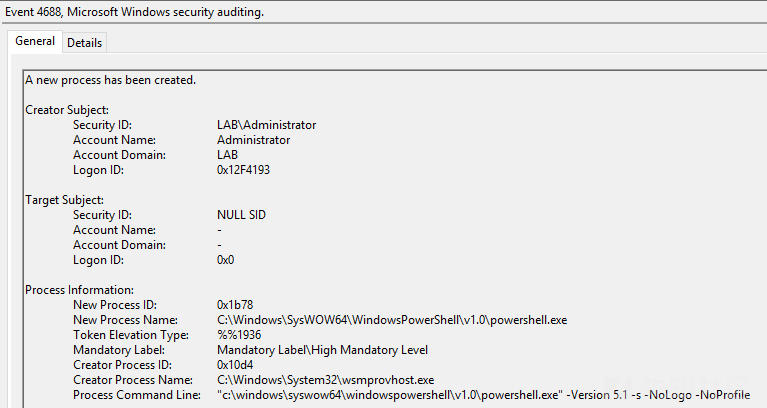 Event 4688, Microsoft Windows security auditing.
General Details
A new process has been created.
Creator Subject:
Security ID: LAB\Administrator
Account Name: Administrator
Account Domain: LAB
Logon ID: 0x12F4193
Target Subject:
Security ID: NULL SID
Account Name: -
Account Domain: -
Logon ID: 0x0
Process Information:
New Process ID: 0x1b78
New Process Name: C:\Windows\SysWOW64\WindowsPowerShell\v1.0\powershell.exe
Token Elevation Type: %%1936
Mandatory Label: Mandatory Label\High Mandatory Level
Creator Process ID: 0x10d4
Creator Process Name: C:\Windows\System32\wsmprovhost.exe
Process Command Line: "c:\windows\syswow64\windowspowershell\v1.0\powershell.exe" -Version 5.1 -s -NoLogo -NoProfile